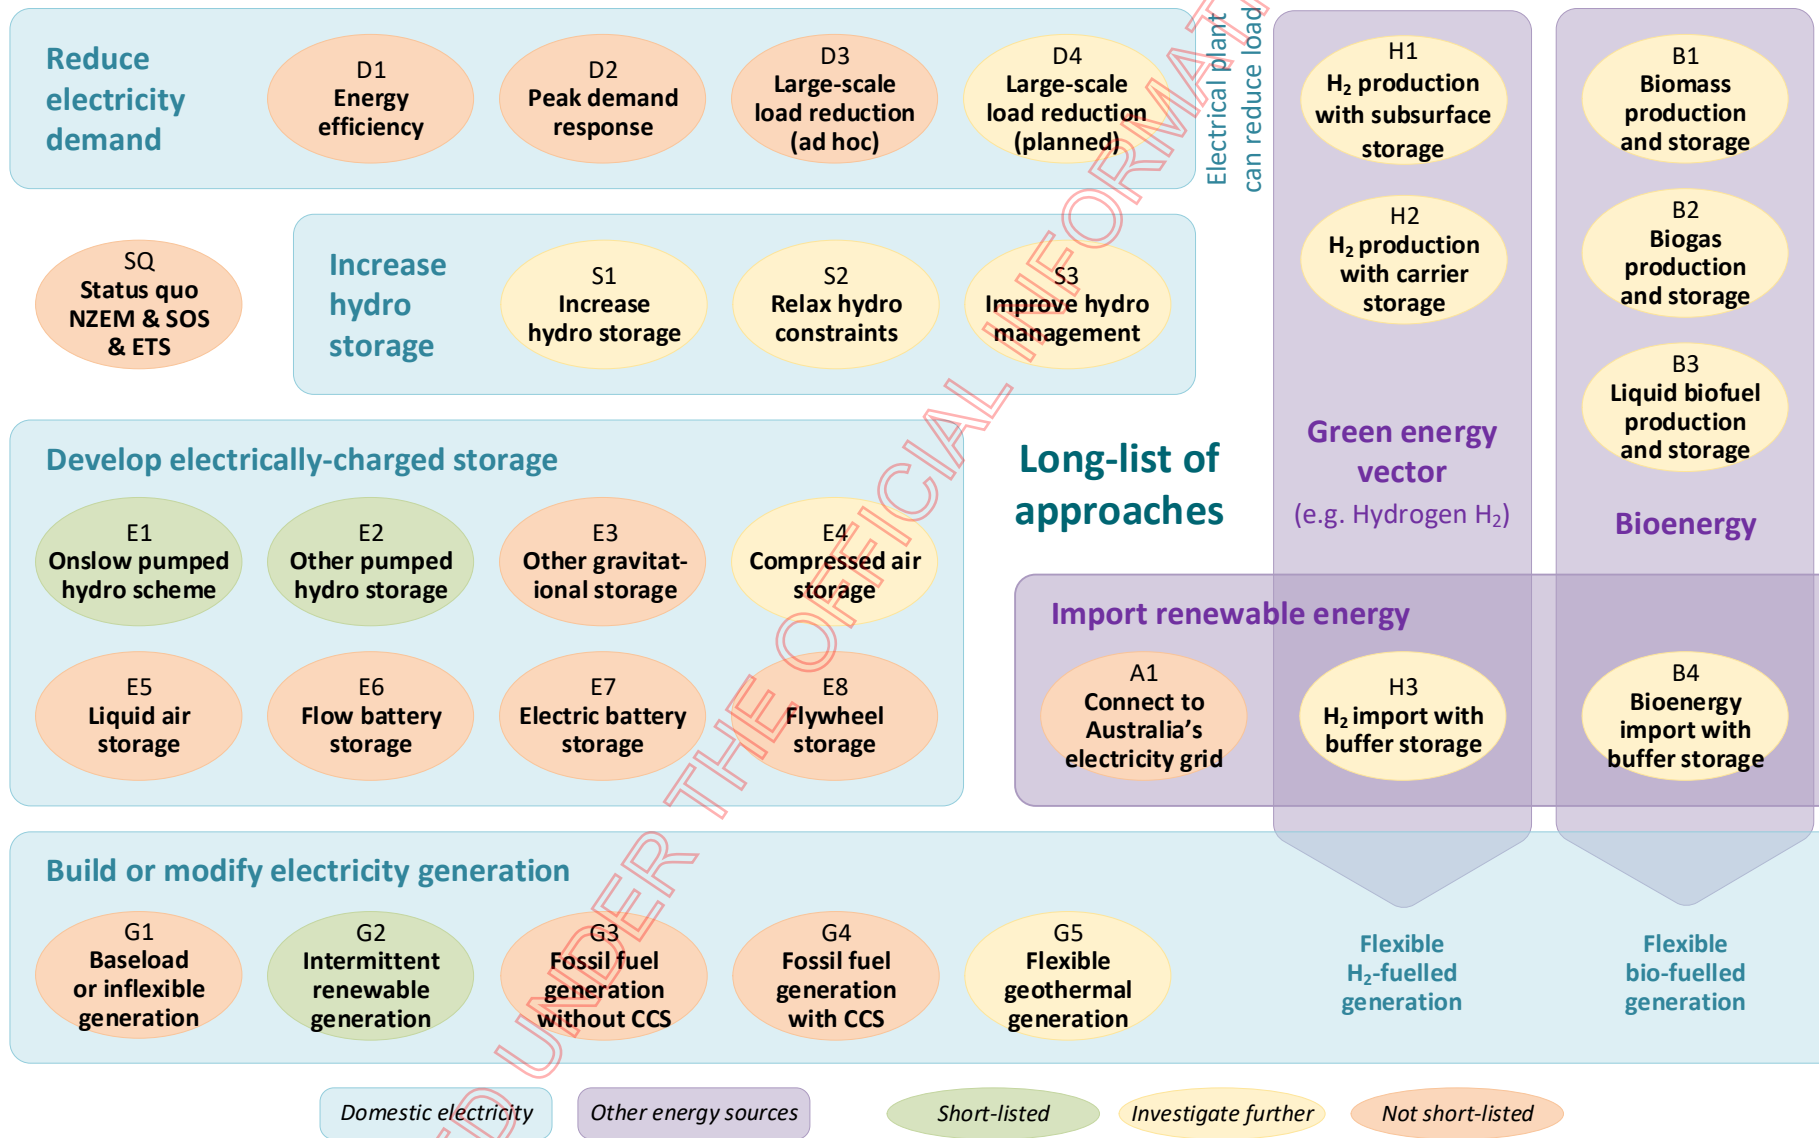 Reduce
electricity
demand
D1
Energy
efficiency
D2
Peak demand
response
D3
Large-scale
load reduction
(ad hoc)
D4
Large-scale
load reduction
(planned)
Electrical plant
can reduce load
H1
H₂ production
with subsurface
storage
B1
Biomass
production
and storage
SQ
Status quo
NZEM & SOS
& ETS
Increase
hydro
storage
S1
Increase
hydro storage
S2
Relax hydro
constraints
S3
Improve hydro
management
H2
H₂ production
with carrier
storage
B2
Biogas
production
and storage
B3
Liquid biofuel
production
and storage
Develop electrically-charged storage
E1
Onslow pumped
hydro scheme
E2
Other pumped
hydro storage
E3
Other gravitat-
ional storage
E4
Compressed air
storage
E5
Liquid air
storage
E6
Flow battery
storage
E7
Electric battery
storage
E8
Flywheel
storage
Long-list of
approaches
Green energy
vector
(e.g. Hydrogen H₂)
Bioenergy
Import renewable energy
A1
Connect to
Australia's
electricity grid
H3
H₂ import with
buffer storage
B4
Bioenergy
import with
buffer storage
Build or modify electricity generation
G1
Baseload
or inflexible
generation
G2
Intermittent
renewable
generation
G3
Fossil fuel
generation
without CCS
G4
Fossil fuel
generation
with CCS
G5
Flexible
geothermal
generation
Flexible
H₂-fuelled
generation
Flexible
bio-fuelled
generation
Domestic electricity
Other energy sources
Short-listed
Investigate further
Not short-listed
UNDER THE OFFICIAL